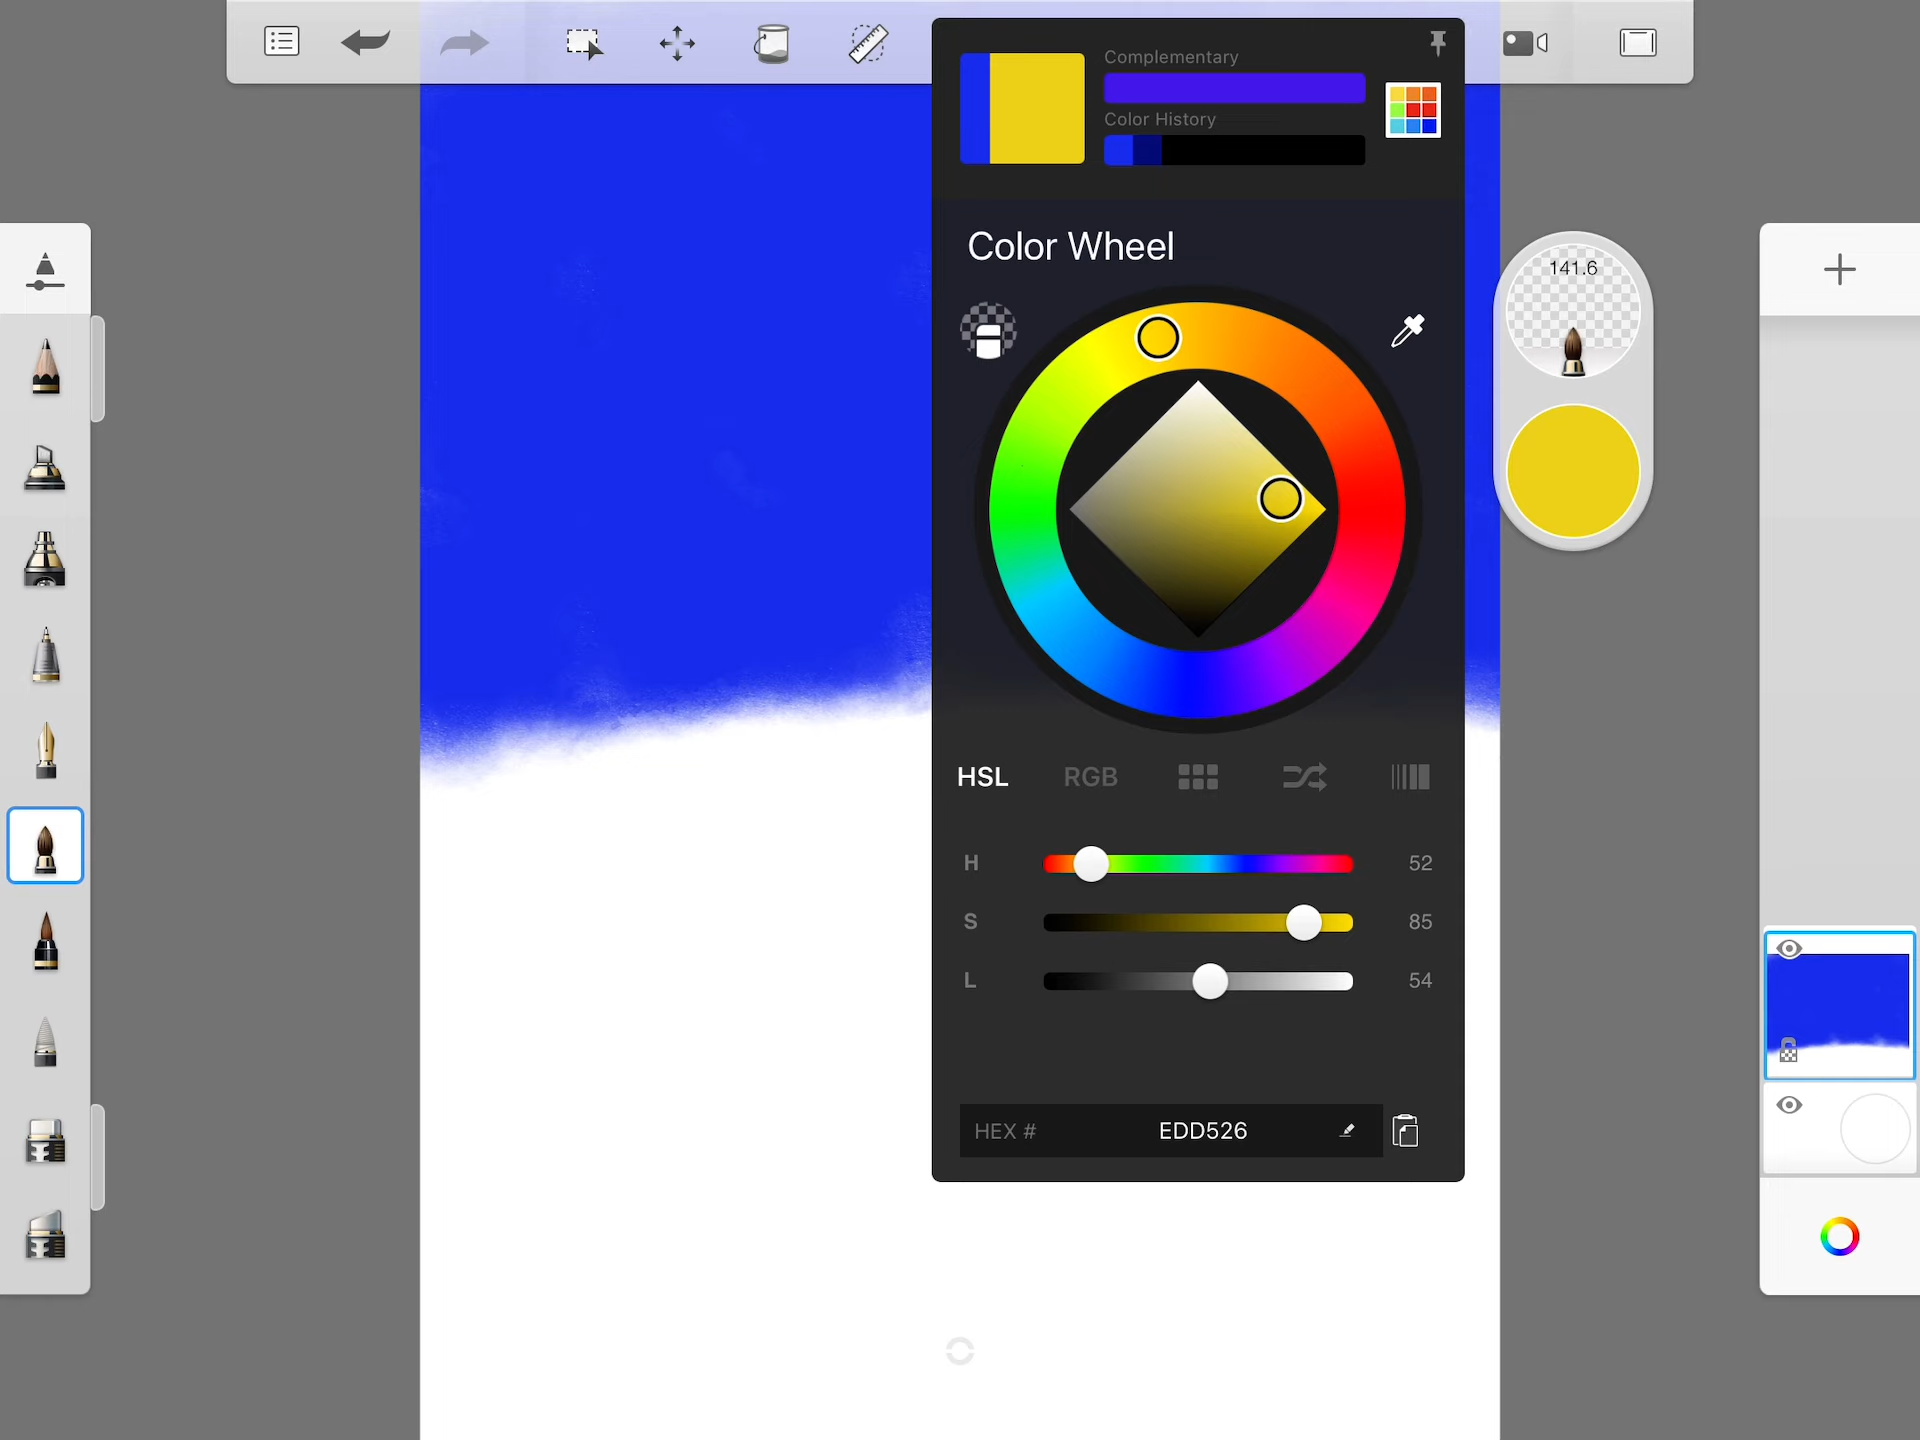 Complementary
Color History
Color Wheel
141.6
HSL RGB
H 52
S 85
L 54
HEX # EDD526